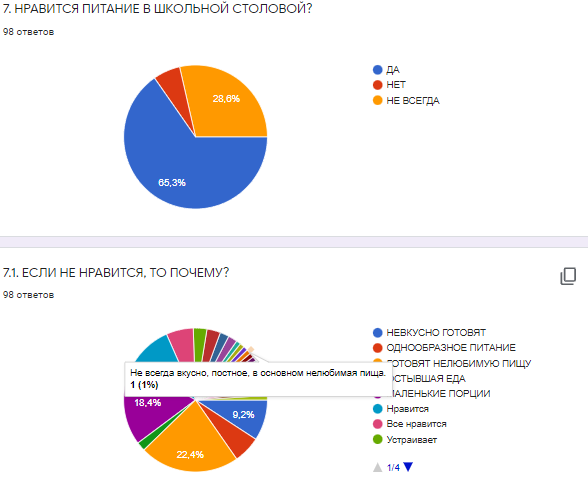 7. НРАВИТСЯ ПИТАНИЕ В ШКОЛЬНОЙ СТОЛОВОЙ?
98 ответов
ДА
НЕТ
НЕ ВСЕГДА
28,6%
65,3%
7.1. ЕСЛИ НЕ НРАВИТСЯ, ТО ПОЧЕМУ?
98 ответов
НЕВКУСНО ГОТОВЯТ
ОДНООБРАЗНОЕ ПИТАНИЕ
ГОТОВЯТ НЕЛЮБИМУЮ ПИЩУ
ОСТЫВШАЯ ЕДА
МАЛЕНЬКИЕ ПОРЦИИ
Нравится
Все нравится
Устраивает
1/4
Не всегда вкусно, постное, в основном нелюбимая пища.
1 (1%)
18,4%
9,2%
22,4%